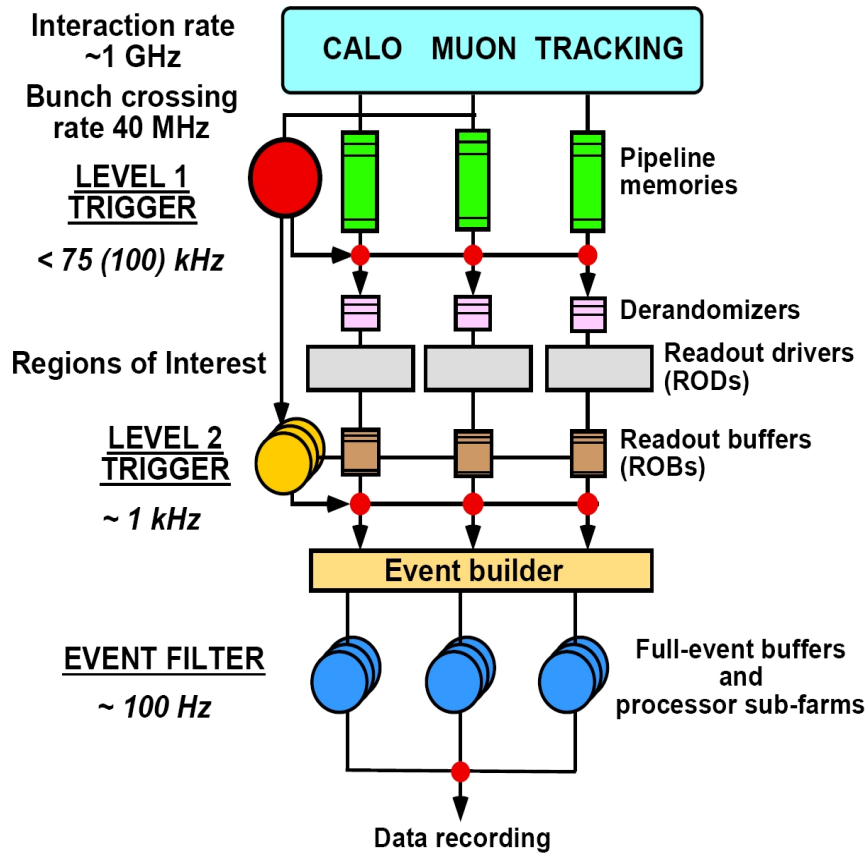 Interaction rate
~1 GHz
CALO MUON TRACKING
Bunch crossing
rate 40 MHz
LEVEL 1
TRIGGER
Pipeline
memories
< 75 (100) kHz
Derandomizers
Regions of Interest
Readout drivers
(RODs)
LEVEL 2
TRIGGER
Readout buffers
(ROBs)
~ 1 kHz
Event builder
EVENT FILTER
~ 100 Hz
Full-event buffers
and
processor sub-farms
Data recording